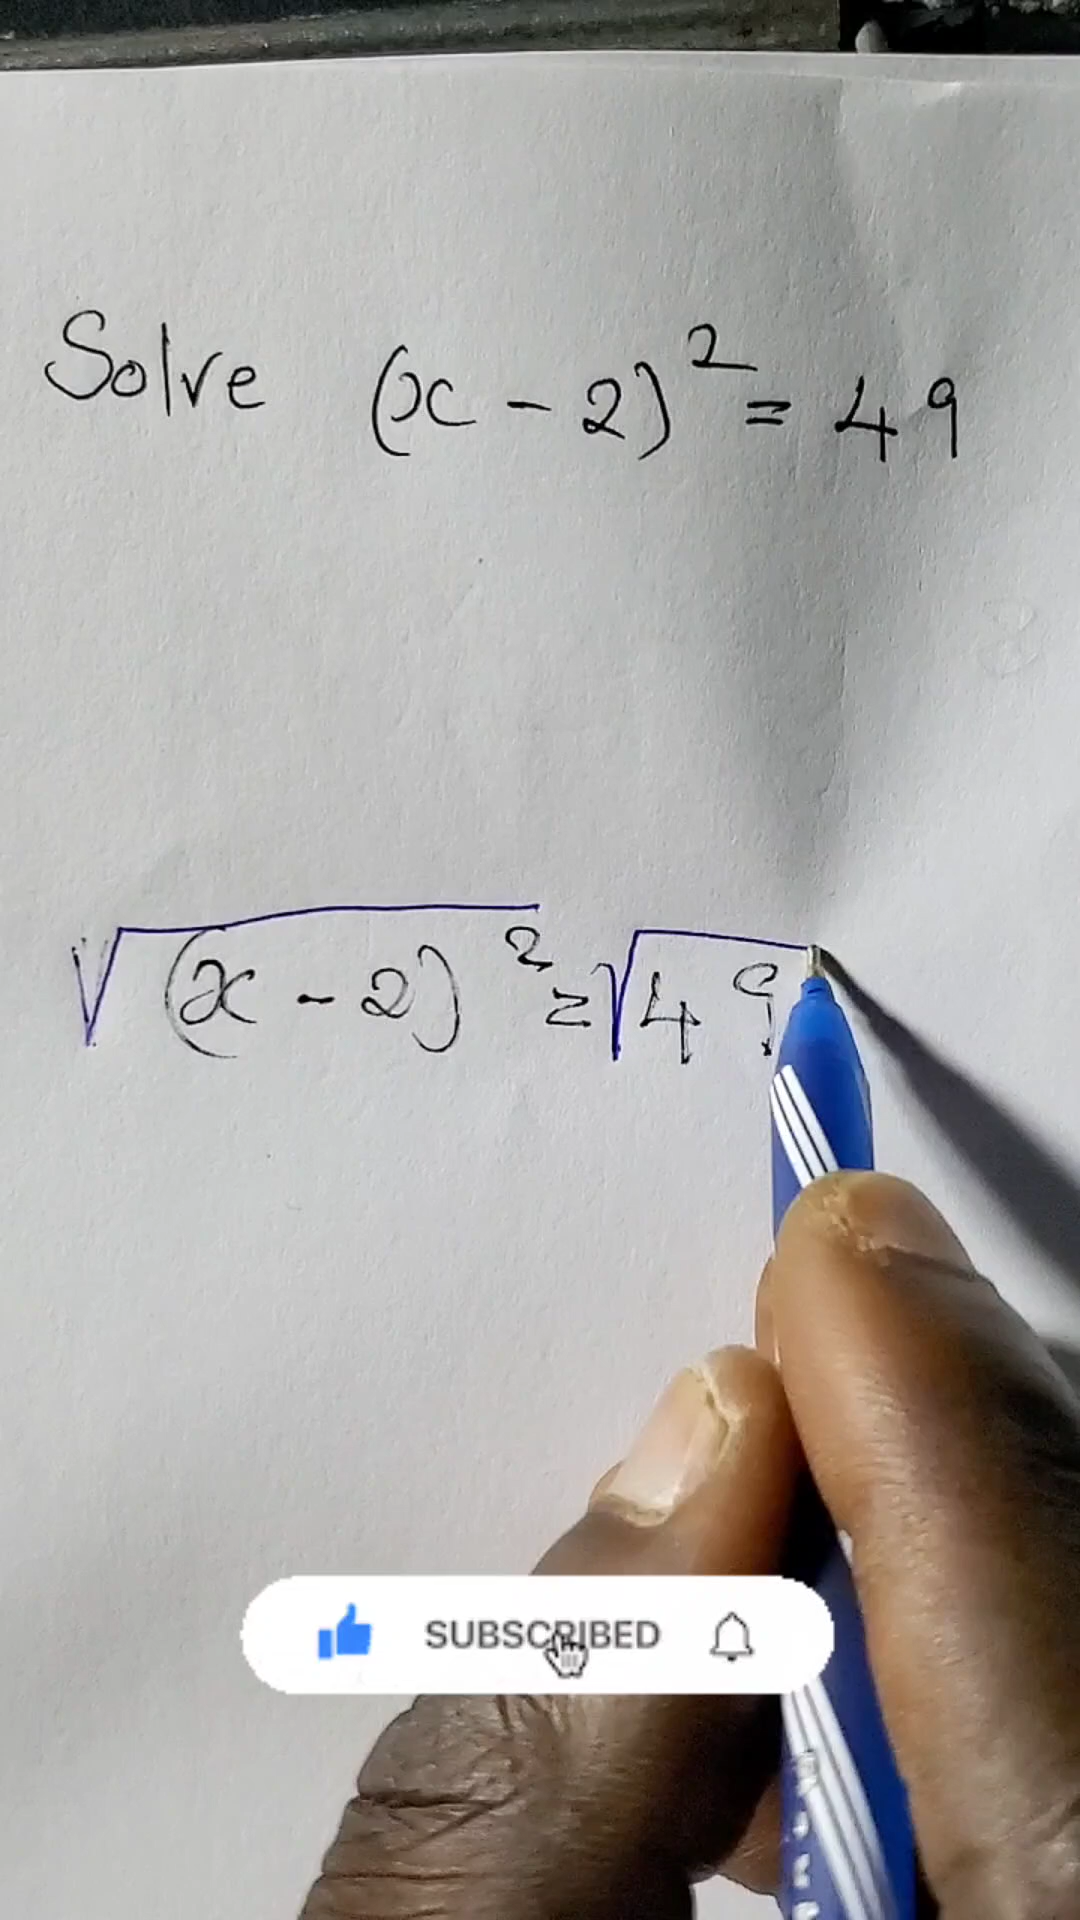 Solve (x - 2)² = 49
√(x - 2)² = √49
SUBSCRIBED